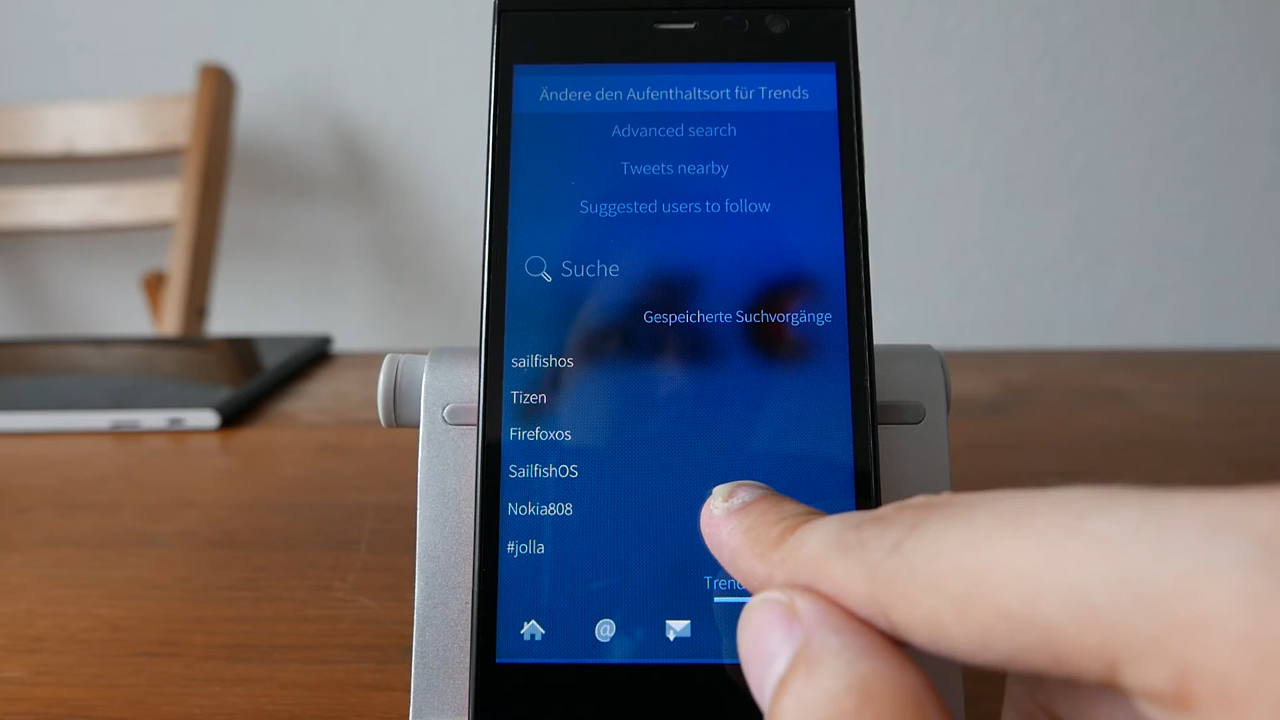 Ändere den Aufenthaltsort für Trends
Advanced search
Tweets nearby
Suggested users to follow
Suche
Gespeicherte Suchvorgänge
sailfishos
Tizen
Firefoxos
SailfishOS
Nokia808
#jolla